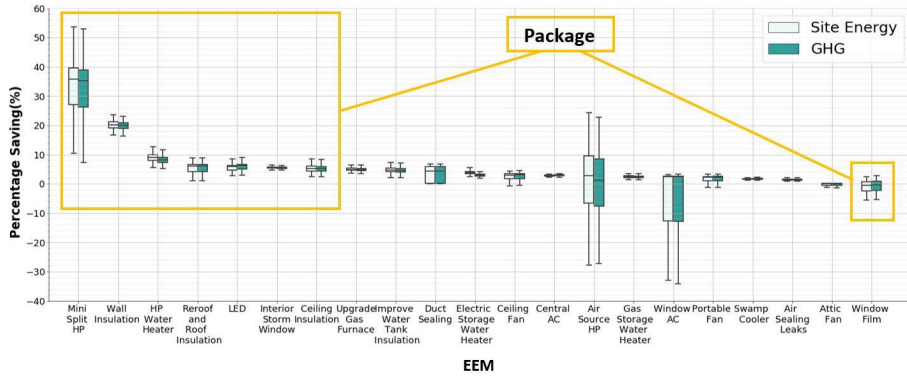 60
50
40
30
20
10
0
−10
−20
−30
−40
Percentage Saving(%)
Package
Site Energy
GHG
Mini Split HP
Wall Insulation
HP Water Heater
Reroof and Roof Insulation
LED
Interior Storm Window
Ceiling Insulation
Upgrade Gas Furnace
Improve Water Tank Insulation
Duct Sealing
Electric Storage Water Heater
Ceiling Fan
Central AC
Air Source HP
Gas Storage Water Heater
Window AC
Portable Fan
Swamp Cooler
Air Sealing Leaks
Attic Fan
Window Film
EEM